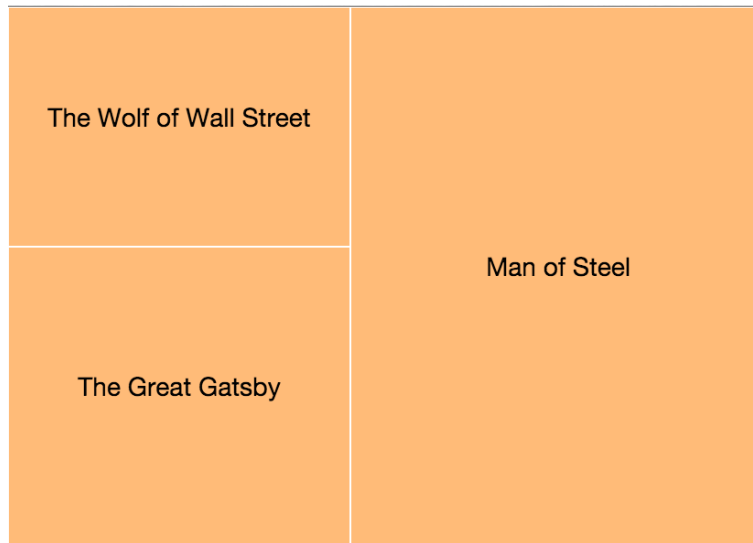 The Wolf of Wall Street
Man of Steel
The Great Gatsby